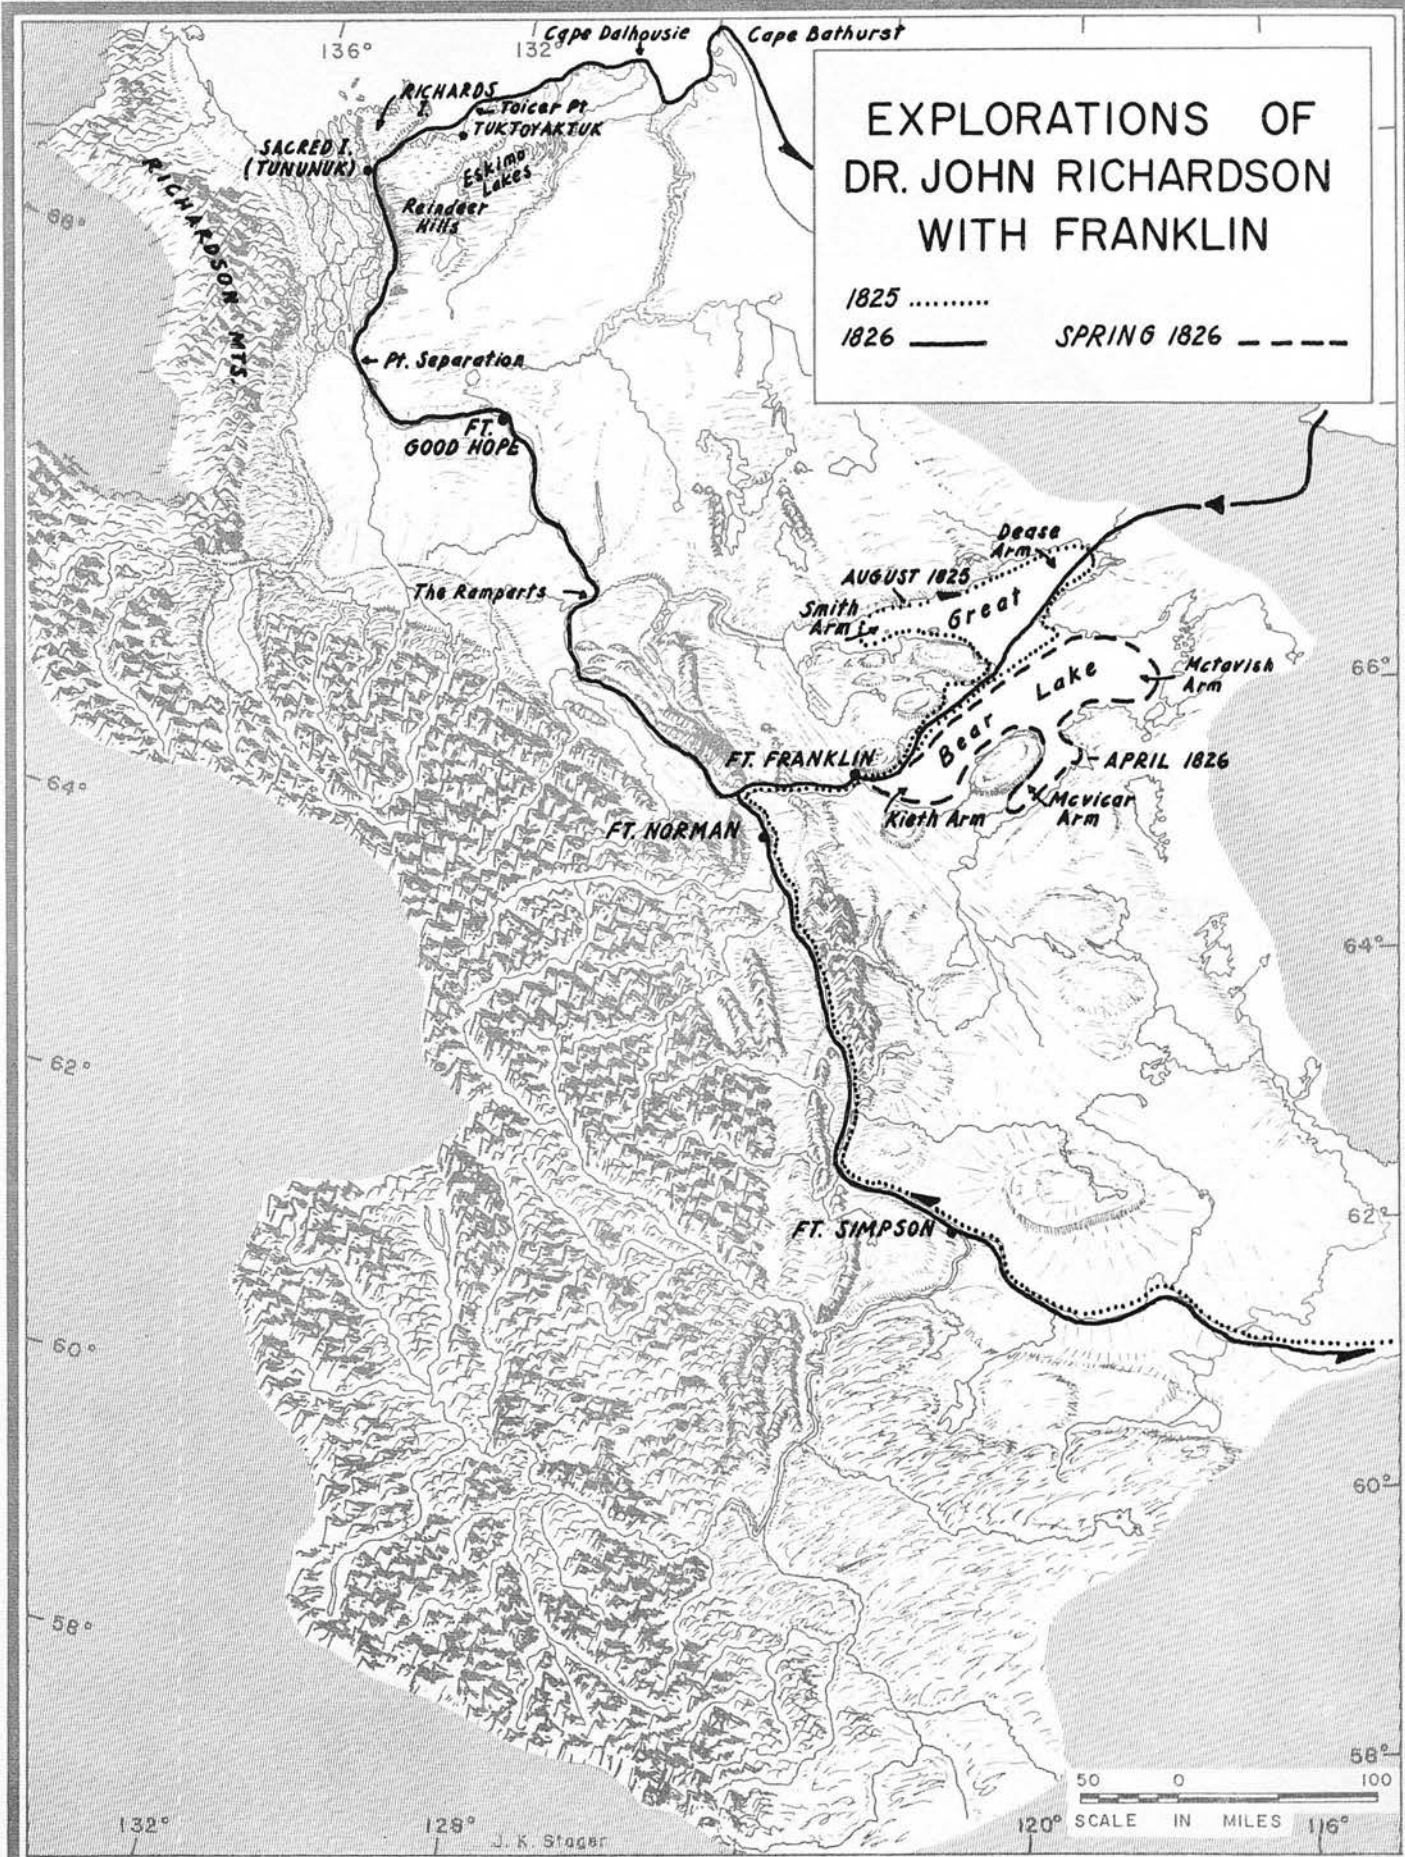 136°
132°
Cape Dalhousie
Cape Bathurst
EXPLORATIONS OF
DR. JOHN RICHARDSON
WITH FRANKLIN
1825 ..........
1826
SPRING 1826
RICHARDS
I.
Toicer Pt
TUKTOYAKTUK
SACRED I.
(TUNUNUK)
Eskimo
Lakes
Reindeer
Hills
RICHARDSON MTS.
68°
Pt. Separation
FT.
GOOD HOPE
The Ramparts
Dease
Arm
AUGUST 1825
Smith
Arm
Great
Bear Lake
66°
Mctavish
Arm
APRIL 1826
Mcvicar
Arm
Kieth Arm
FT. FRANKLIN
64°
FT. NORMAN
64°
62°
62°
FT. SIMPSON
60°
60°
58°
58°
50 0 100
SCALE IN MILES
132°
128°
J. K. Stager
120°
116°